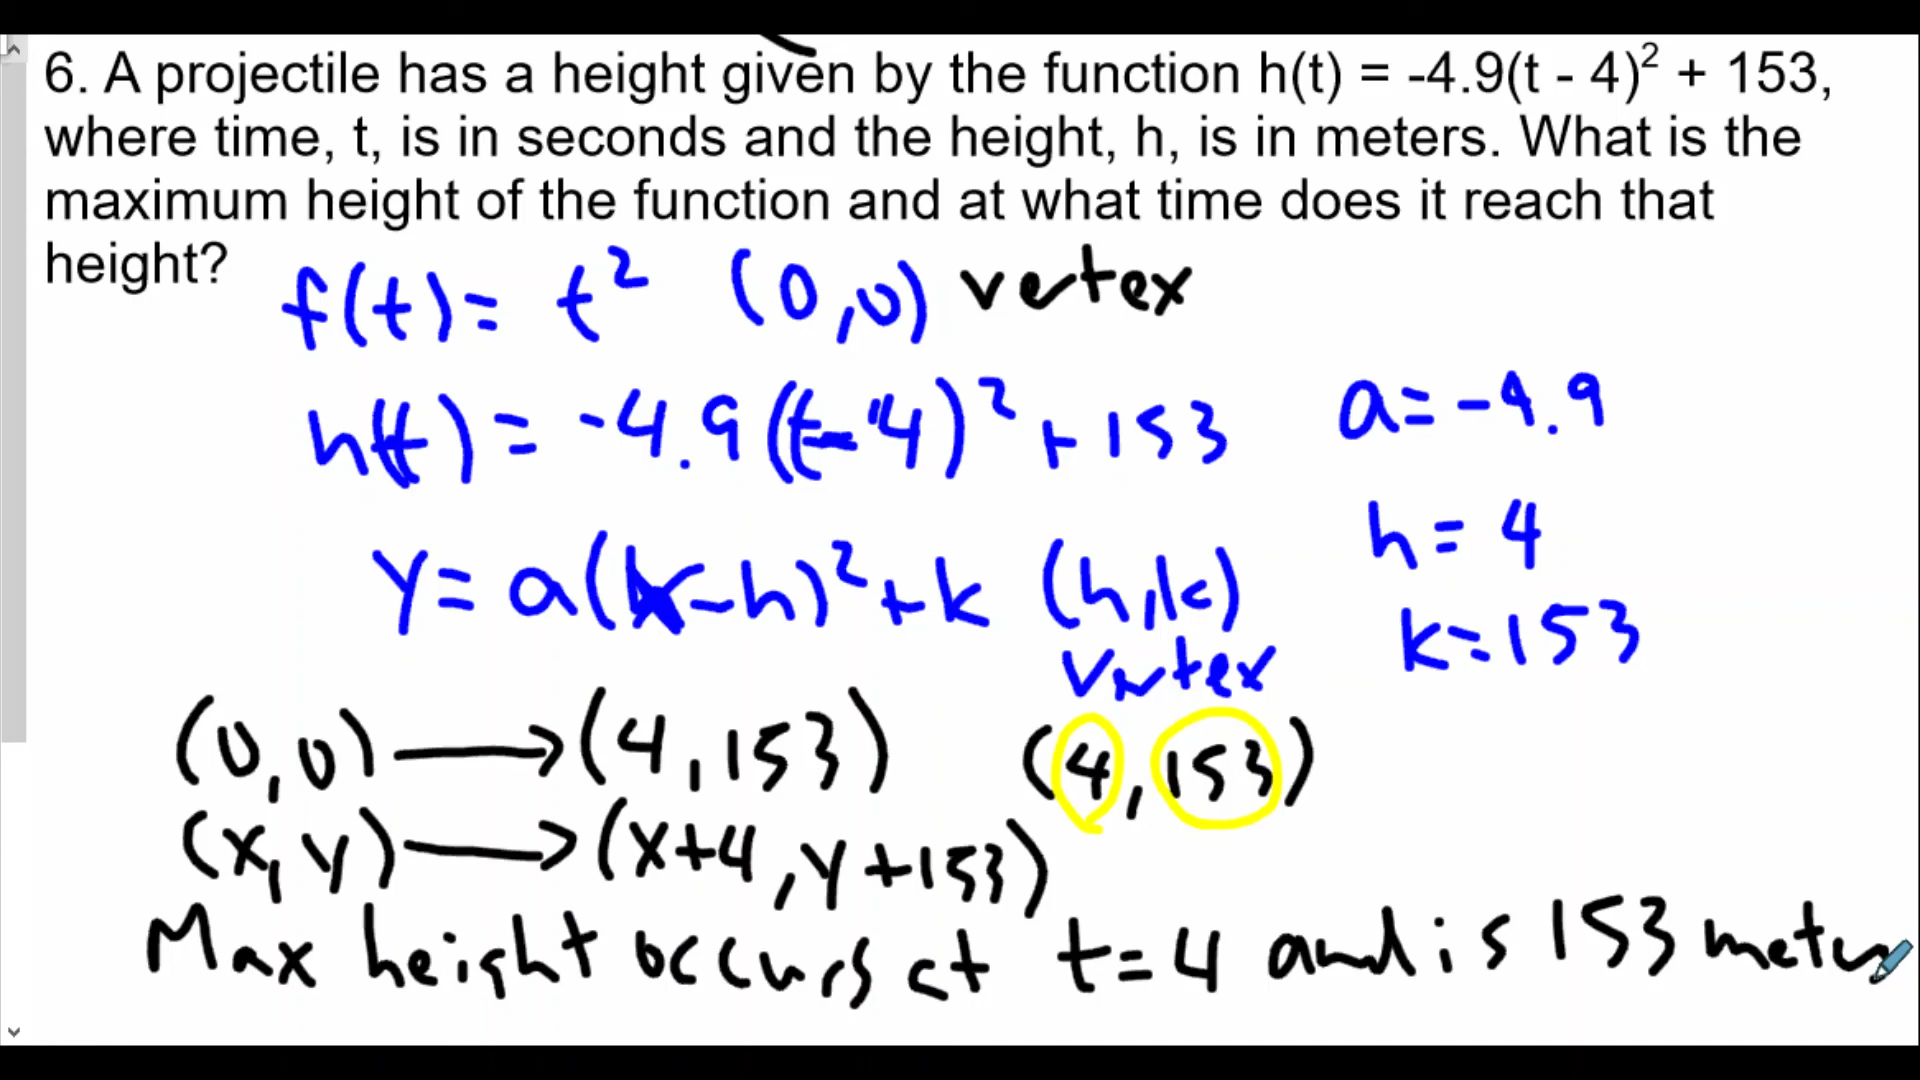 6. A projectile has a height given by the function h(t) = -4.9(t - 4)² + 153,
where time, t, is in seconds and the height, h, is in meters. What is the
maximum height of the function and at what time does it reach that
height?
f(t) = t² (0,0) vertex
h(t) = -4.9(t-4)² + 153
a = -4.9
h = 4
y = a(x-h)² + k (h,k)
k = 153
vertex
(0,0) → (4,153)
(4,153)
(x,y) → (x+4, y+153)
Max height occurs at t = 4 and is 153 meters